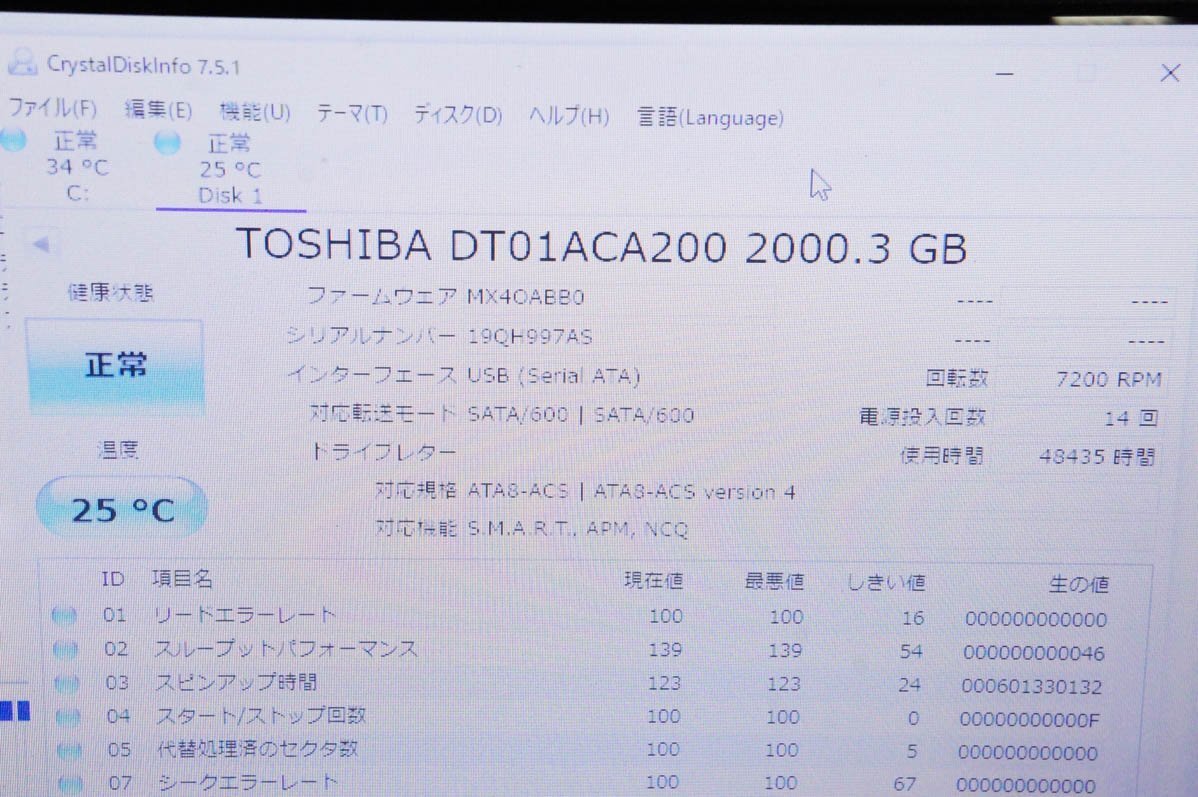 CrystalDiskInfo 7.5.1
ファイル(F) 編集(E) 機能(U) テーマ(T) ディスク(D) ヘルプ(H) 言語(Language)
正常 正常
34 °C 25 °C
C: Disk 1
TOSHIBA DT01ACA200 2000.3 GB
健康状態
正常
温度
25 °C
ファームウェア MX4OABB0 ---- ----
シリアルナンバー 19QH997AS ---- ----
インターフェース USB (Serial ATA) 回転数 7200 RPM
対応転送モード SATA/600 | SATA/600 電源投入回数 14 回
ドライブレター 使用時間 48435 時間
対応規格 ATA8-ACS | ATA8-ACS version 4
対応機能 S.M.A.R.T., APM, NCQ
ID 項目名 現在値 最悪値 しきい値 生の値
01 リードエラーレート 100 100 16 000000000000
02 スループットパフォーマンス 139 139 54 000000000046
03 スピンアップ時間 123 123 24 000601330132
04 スタート/ストップ回数 100 100 0 00000000000F
05 代替処理済のセクタ数 100 100 5 000000000000
07 シークエラーレート 100 100 67 000000000000